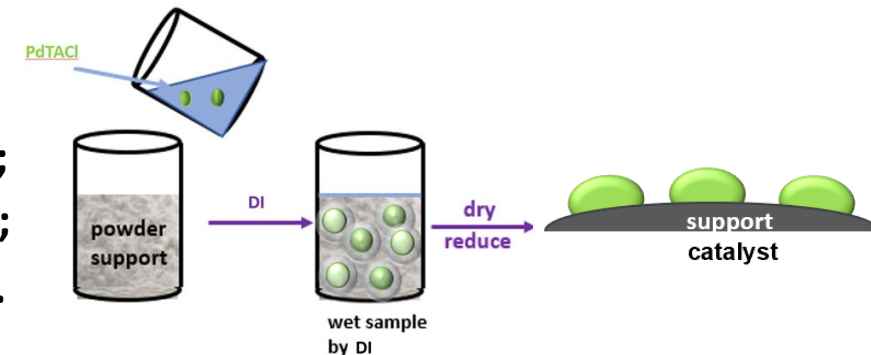 PdTACl
;
;
.
powder
support
DI
wet sample
by DI
dry
reduce
support
catalyst